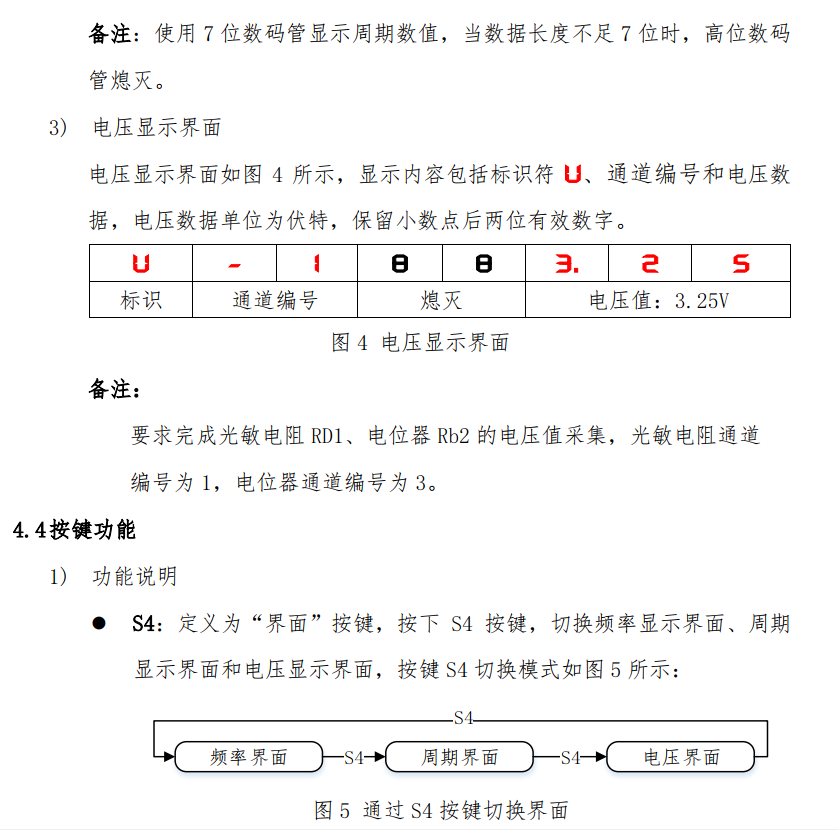 备注：使用 7 位数码管显示周期数值，当数据长度不足 7 位时，高位数码
管熄灭。
3) 电压显示界面
电压显示界面如图 4 所示，显示内容包括标识符 U、通道编号和电压数
据，电压数据单位为伏特，保留小数点后两位有效数字。
U - 1 8 8 3. 2 5
标识 通道编号 熄灭 电压值：3.25V
图 4 电压显示界面
备注：
要求完成光敏电阻 RD1、电位器 Rb2 的电压值采集，光敏电阻通道
编号为 1，电位器通道编号为 3。
4.4 按键功能
1) 功能说明
● S4：定义为“界面”按键，按下 S4 按键，切换频率显示界面、周期
显示界面和电压显示界面，按键 S4 切换模式如图 5 所示：
S4
频率界面 S4 周期界面 S4 电压界面
图 5 通过 S4 按键切换界面